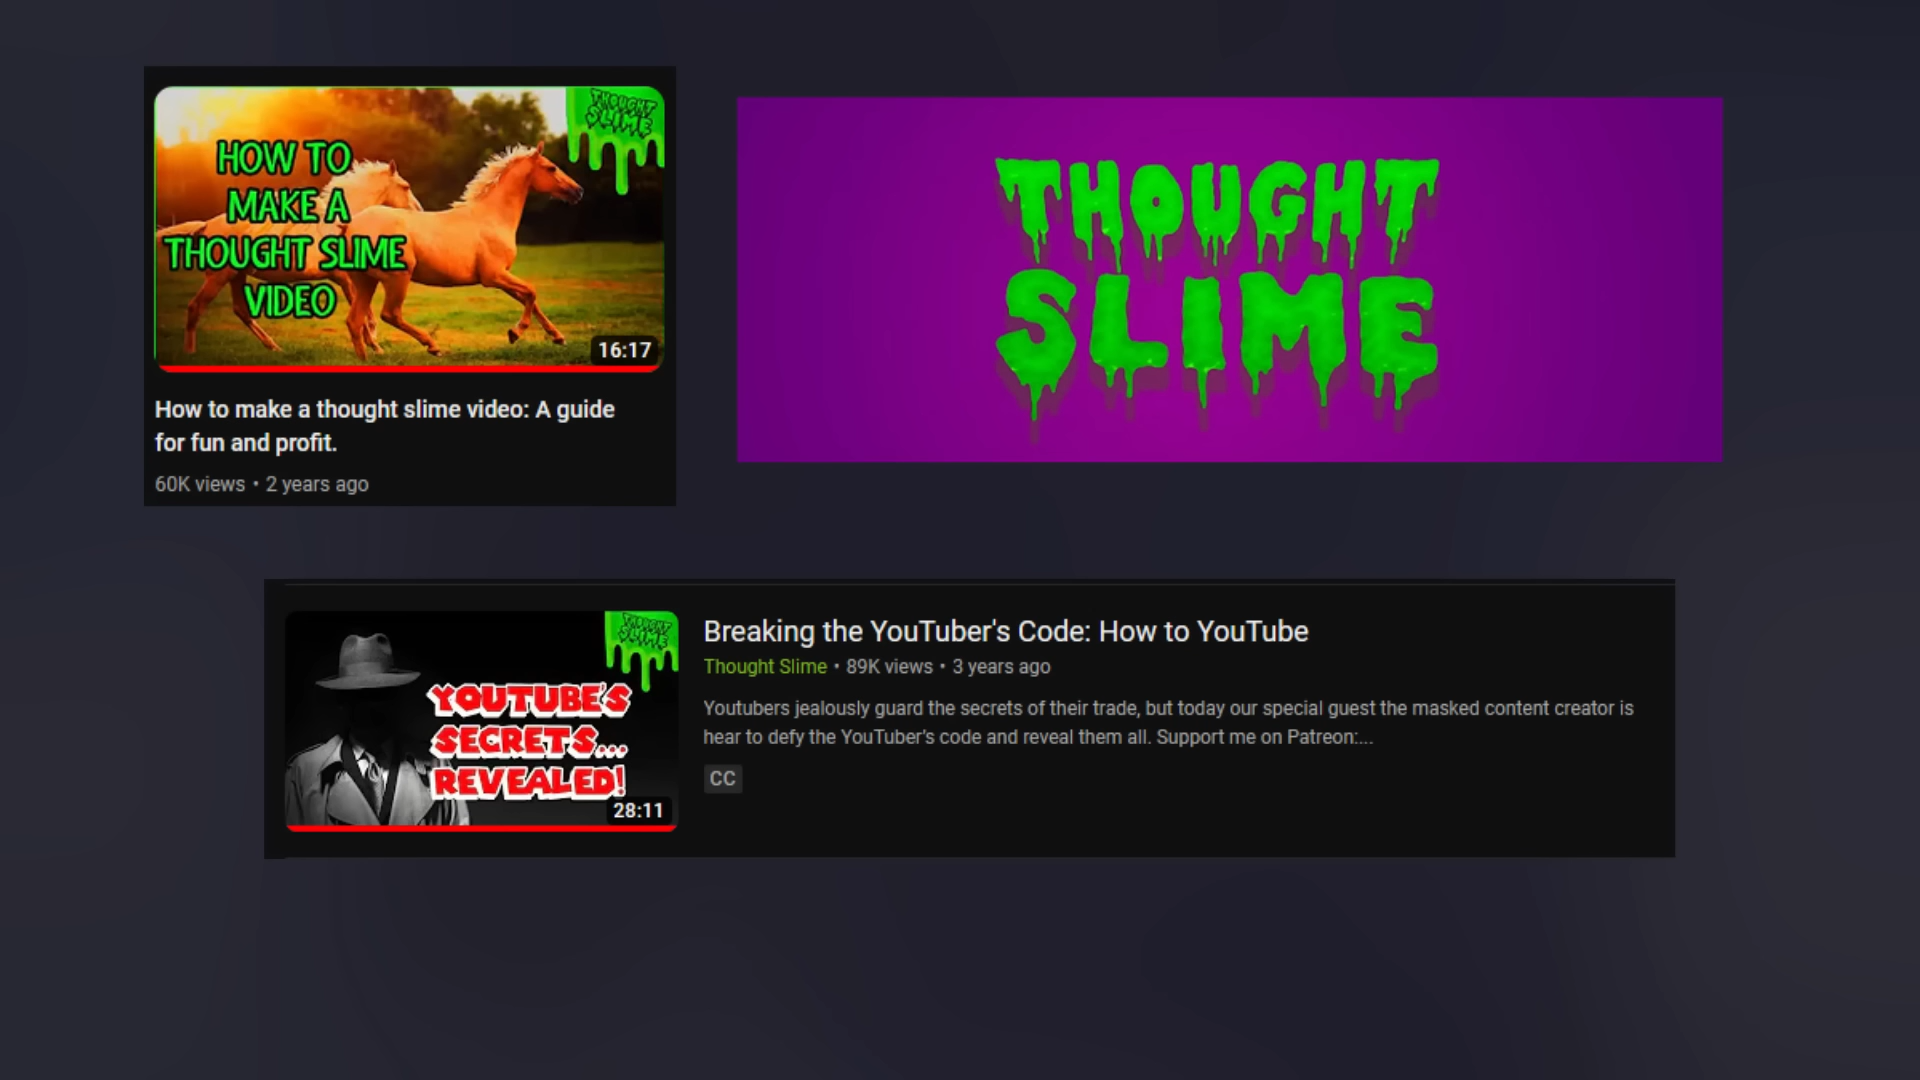 HOW TO
MAKE A
THOUGHT SLIME
VIDEO
THOUGHT
SLIME
16:17
How to make a thought slime video: A guide
for fun and profit.
60K views • 2 years ago
THOUGHT
SLIME
YOUTUBE'S
SECRETS...
REVEALED!
THOUGHT
SLIME
28:11
Breaking the YouTuber's Code: How to YouTube
Thought Slime • 89K views • 3 years ago
Youtubers jealously guard the secrets of their trade, but today our special guest the masked content creator is
hear to defy the YouTuber's code and reveal them all. Support me on Patreon:...
CC